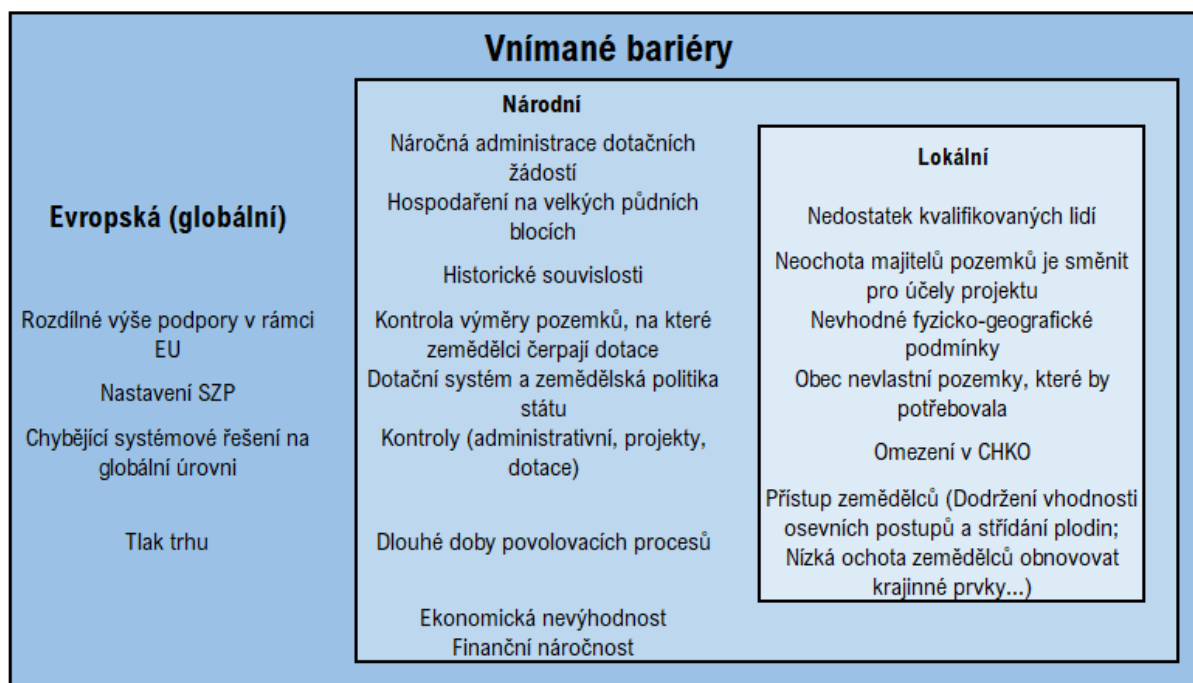 Vnímané bariéry
Evropská (globální)
Rozdílné výše podpory v rámci
EU
Nastavení SZP
Chybějící systémové řešení na
globální úrovni
Tlak trhu
Národní
Náročná administrace dotačních
žádostí
Hospodaření na velkých půdních
blocích
Historické souvislosti
Kontrola výměry pozemků, na které
zemědělci čerpají dotace
Dotační systém a zemědělská politika
státu
Kontroly (administrativní, projekty,
dotace)
Dlouhé doby povolovacích procesů
Ekonomická nevýhodnost
Finanční náročnost
Lokální
Nedostatek kvalifikovaných lidí
Neochota majitelů pozemků je směnit
pro účely projektu
Nevhodné fyzicko-geografické
podmínky
Obec nevlastní pozemky, které by
potřebovala
Omezení v CHKO
Přístup zemědělců (Dodržení vhodnosti
osevních postupů a střídání plodin;
Nízká ochota zemědělců obnovovat
krajinné prvky...)